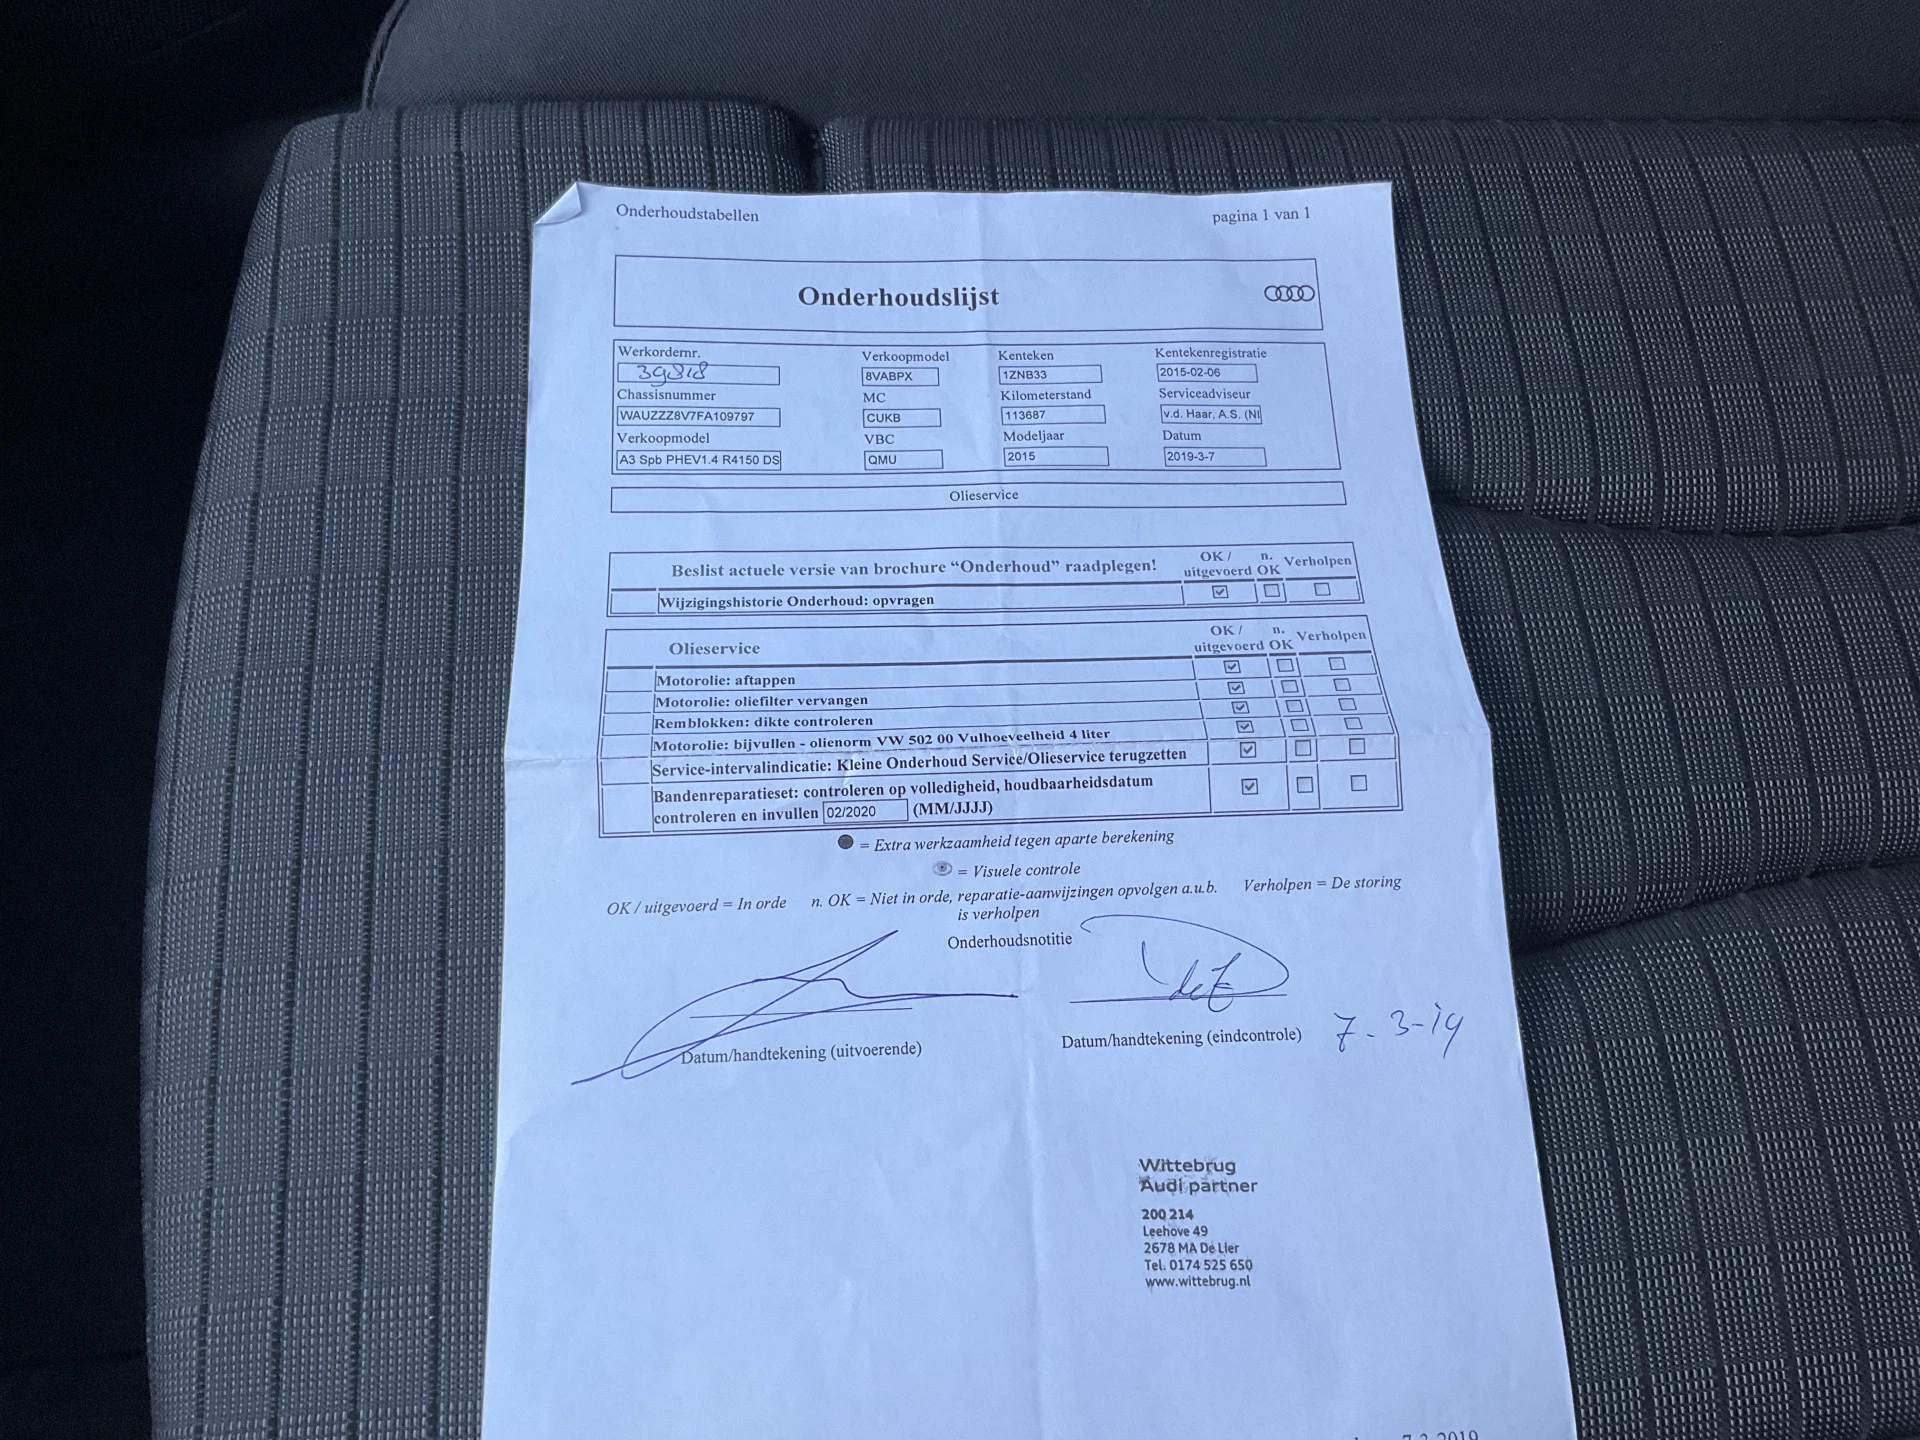 Onderhoudstabellen pagina 1 van 1
Onderhoudslijst
Werkordernr. Verkoopmodel Kenteken Kentekenregistratie
39818 8VABPX 1ZNB33 2015-02-06
Chassisnummer MC Kilometerstand Serviceadviseur
WAUZZZ8V7FA109797 CUKB 113687 v.d. Haar, A.S. (NI
Verkoopmodel VBC Modeljaar Datum
A3 Spb PHEV1.4 R4150 DS QMU 2015 2019-3-7
Olieservice
Beslist actuele versie van brochure “Onderhoud” raadplegen! OK / uitgevoerd n. OK Verholpen
Wijzigingshistorie Onderhoud: opvragen
Olieservice OK / uitgevoerd n. OK Verholpen
Motorolie: aftappen
Motorolie: oliefilter vervangen
Remblokken: dikte controleren
Motorolie: bijvullen - olienorm VW 502 00 Vulhoeveelheid 4 liter
Service-intervalindicatie: Kleine Onderhoud Service/Olieservice terugzetten
Bandenreparatieset: controleren op volledigheid, houdbaarheidsdatum
controleren en invullen 02/2020 (MM/JJJJ)
= Extra werkzaamheid tegen aparte berekening
= Visuele controle
OK / uitgevoerd = In orde n. OK = Niet in orde, reparatie-aanwijzingen opvolgen a.u.b. Verholpen = De storing
is verholpen
Onderhoudsnotitie
Datum/handtekening (uitvoerende) Datum/handtekening (eindcontrole) 7-3-19
Wittebrug
Audi partner
200 214
Leehove 49
2678 MA De Lier
Tel. 0174 525 650
www.wittebrug.nl